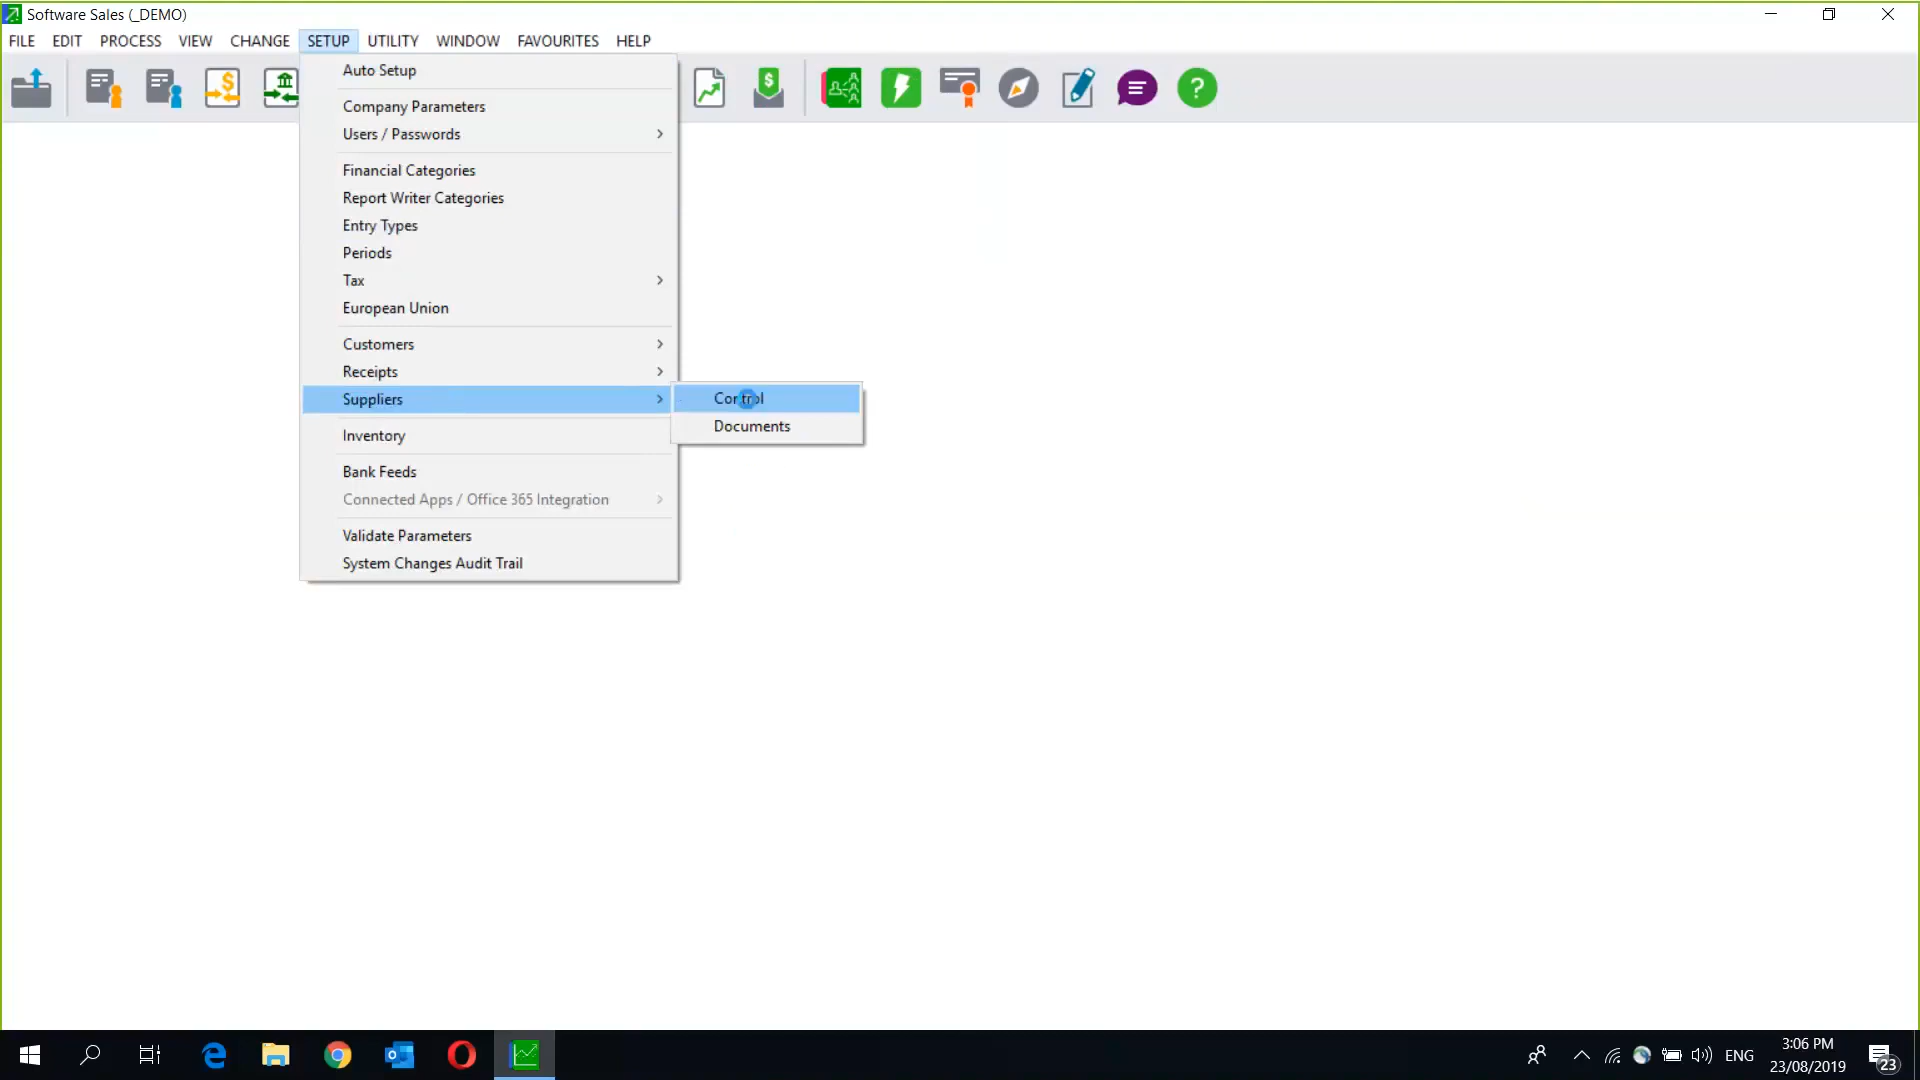 Software Sales (_DEMO)
FILE EDIT PROCESS VIEW CHANGE SETUP UTILITY WINDOW FAVOURITES HELP
Auto Setup
Company Parameters
Users / Passwords
Financial Categories
Report Writer Categories
Entry Types
Periods
Tax
European Union
Customers
Receipts
Suppliers
Control
Documents
Inventory
Bank Feeds
Connected Apps / Office 365 Integration
Validate Parameters
System Changes Audit Trail
ENG
3:06 PM
23/08/2019
23